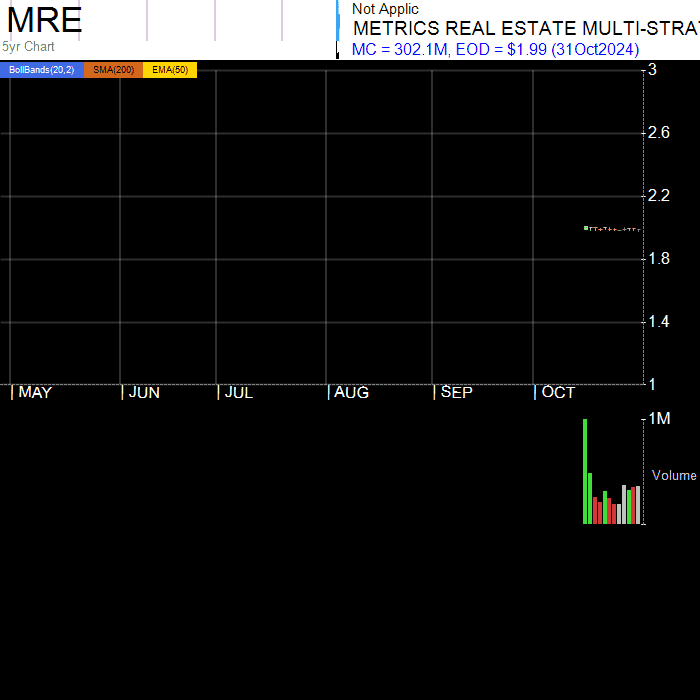 MRE
5yr Chart
Not Applic
METRICS REAL ESTATE MULTI-STRA
MC = 302.1M, EOD = $1.99 (31Oct2024)
BollBands(20,2) SMA(200) EMA(50)
3
2.6
2.2
1.8
1.4
1
MAY JUN JUL AUG SEP OCT
1M
Volume